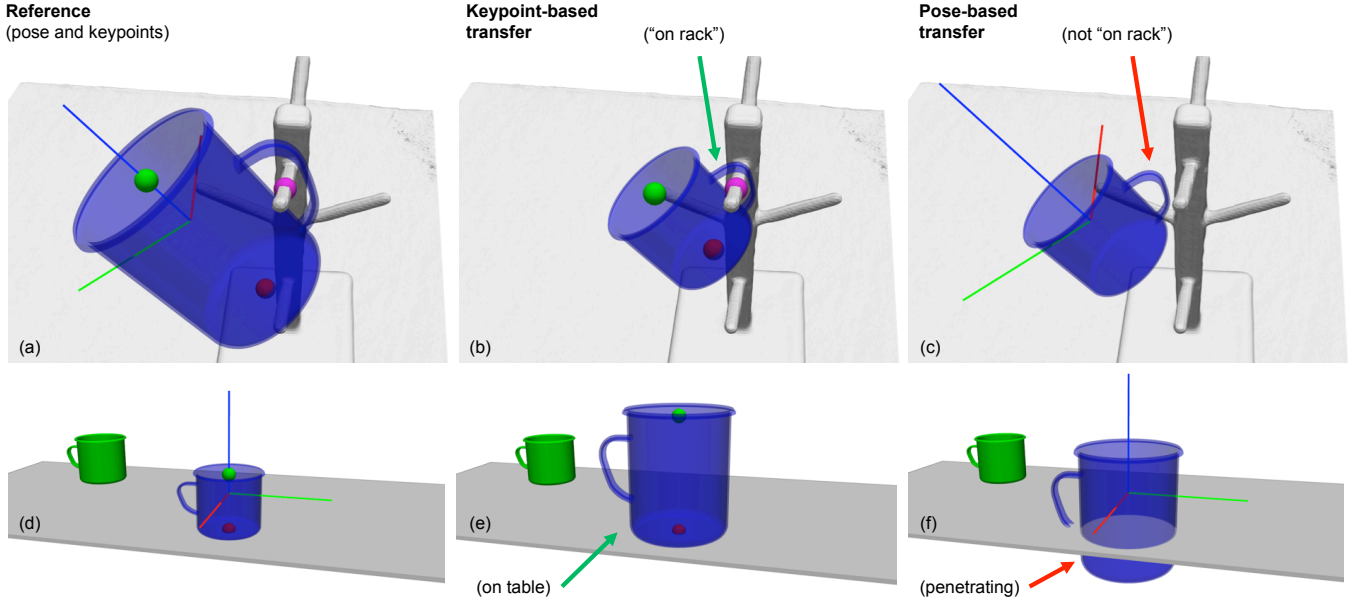 Reference
(pose and keypoints)
Keypoint-based
transfer
(“on rack”)
Pose-based
transfer
(not “on rack”)
(a)
(b)
(c)
(d)
(e)
(on table)
(f)
(penetrating)